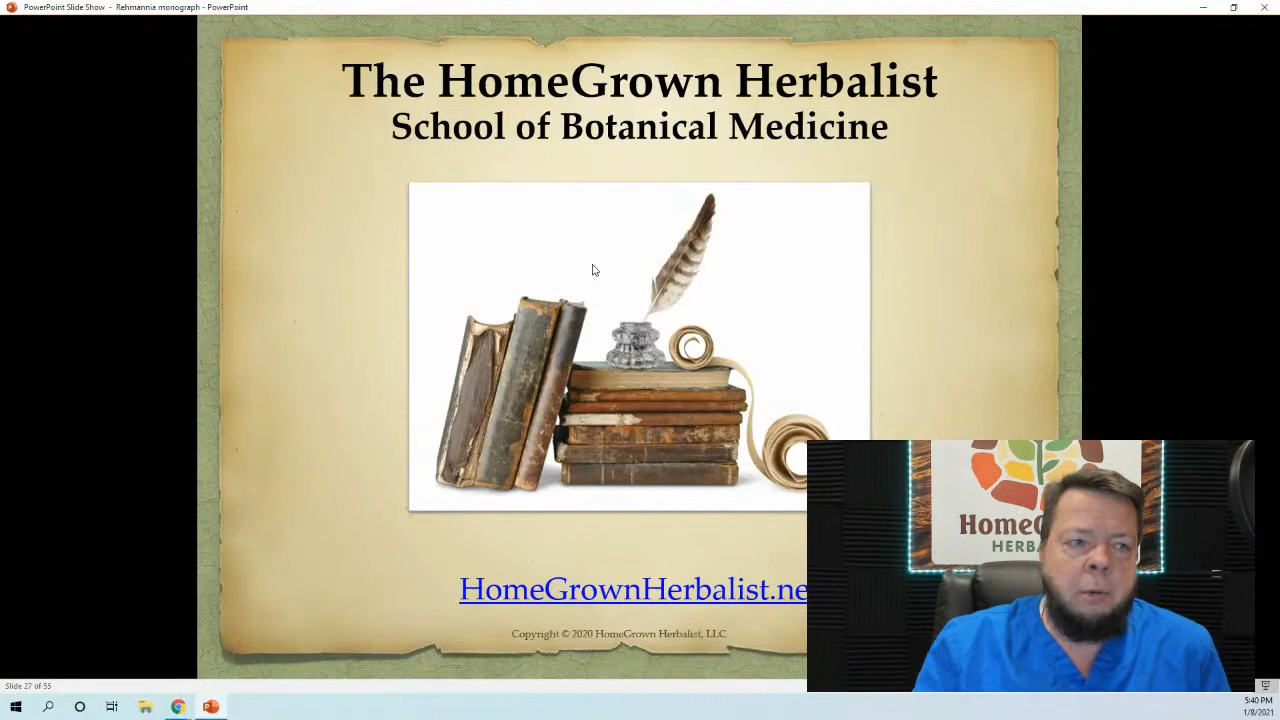 PowerPoint Slide Show - Rehmannia monograph - PowerPoint
The HomeGrown Herbalist
School of Botanical Medicine
HomeGrownHerbalist.ne
Copyright © 2020 HomeGrown Herbalist, LLC
HomeG
HERBA
Slide 27 of 55
5:40 PM
1/8/2021